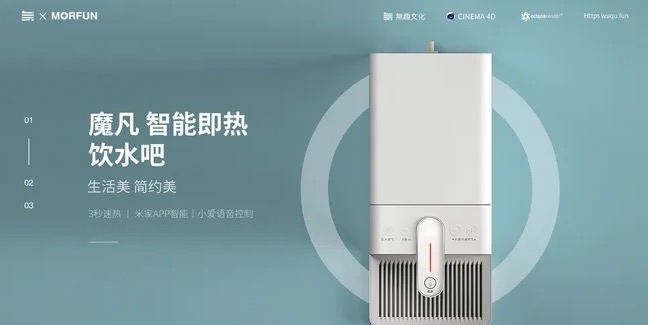 × MORFUN
無趣文化
CINEMA 4D
octanerender
Https wuqu.fun
01
02
03
魔凡 智能即热
饮水吧
生活美 简约美
3秒速热 | 米家APP智能 | 小爱语音控制